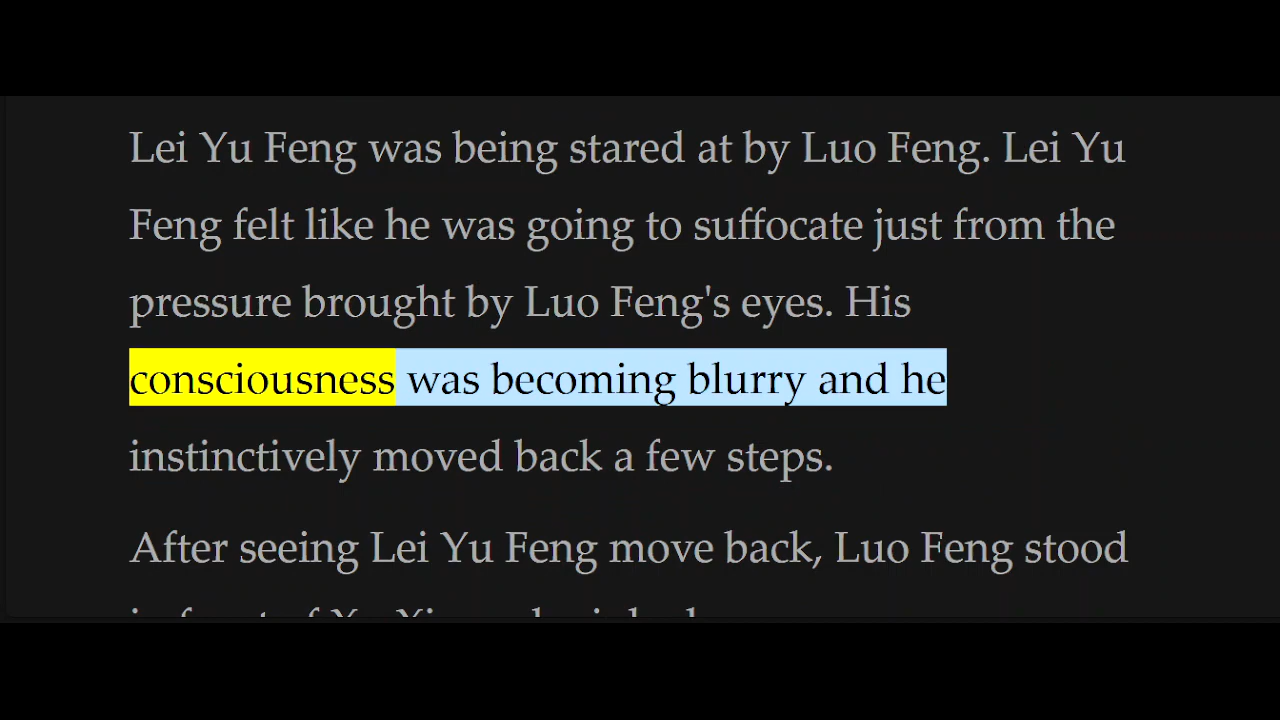 Lei Yu Feng was being stared at by Luo Feng. Lei Yu
Feng felt like he was going to suffocate just from the
pressure brought by Luo Feng's eyes. His
consciousness was becoming blurry and he
instinctively moved back a few steps.
After seeing Lei Yu Feng move back, Luo Feng stood